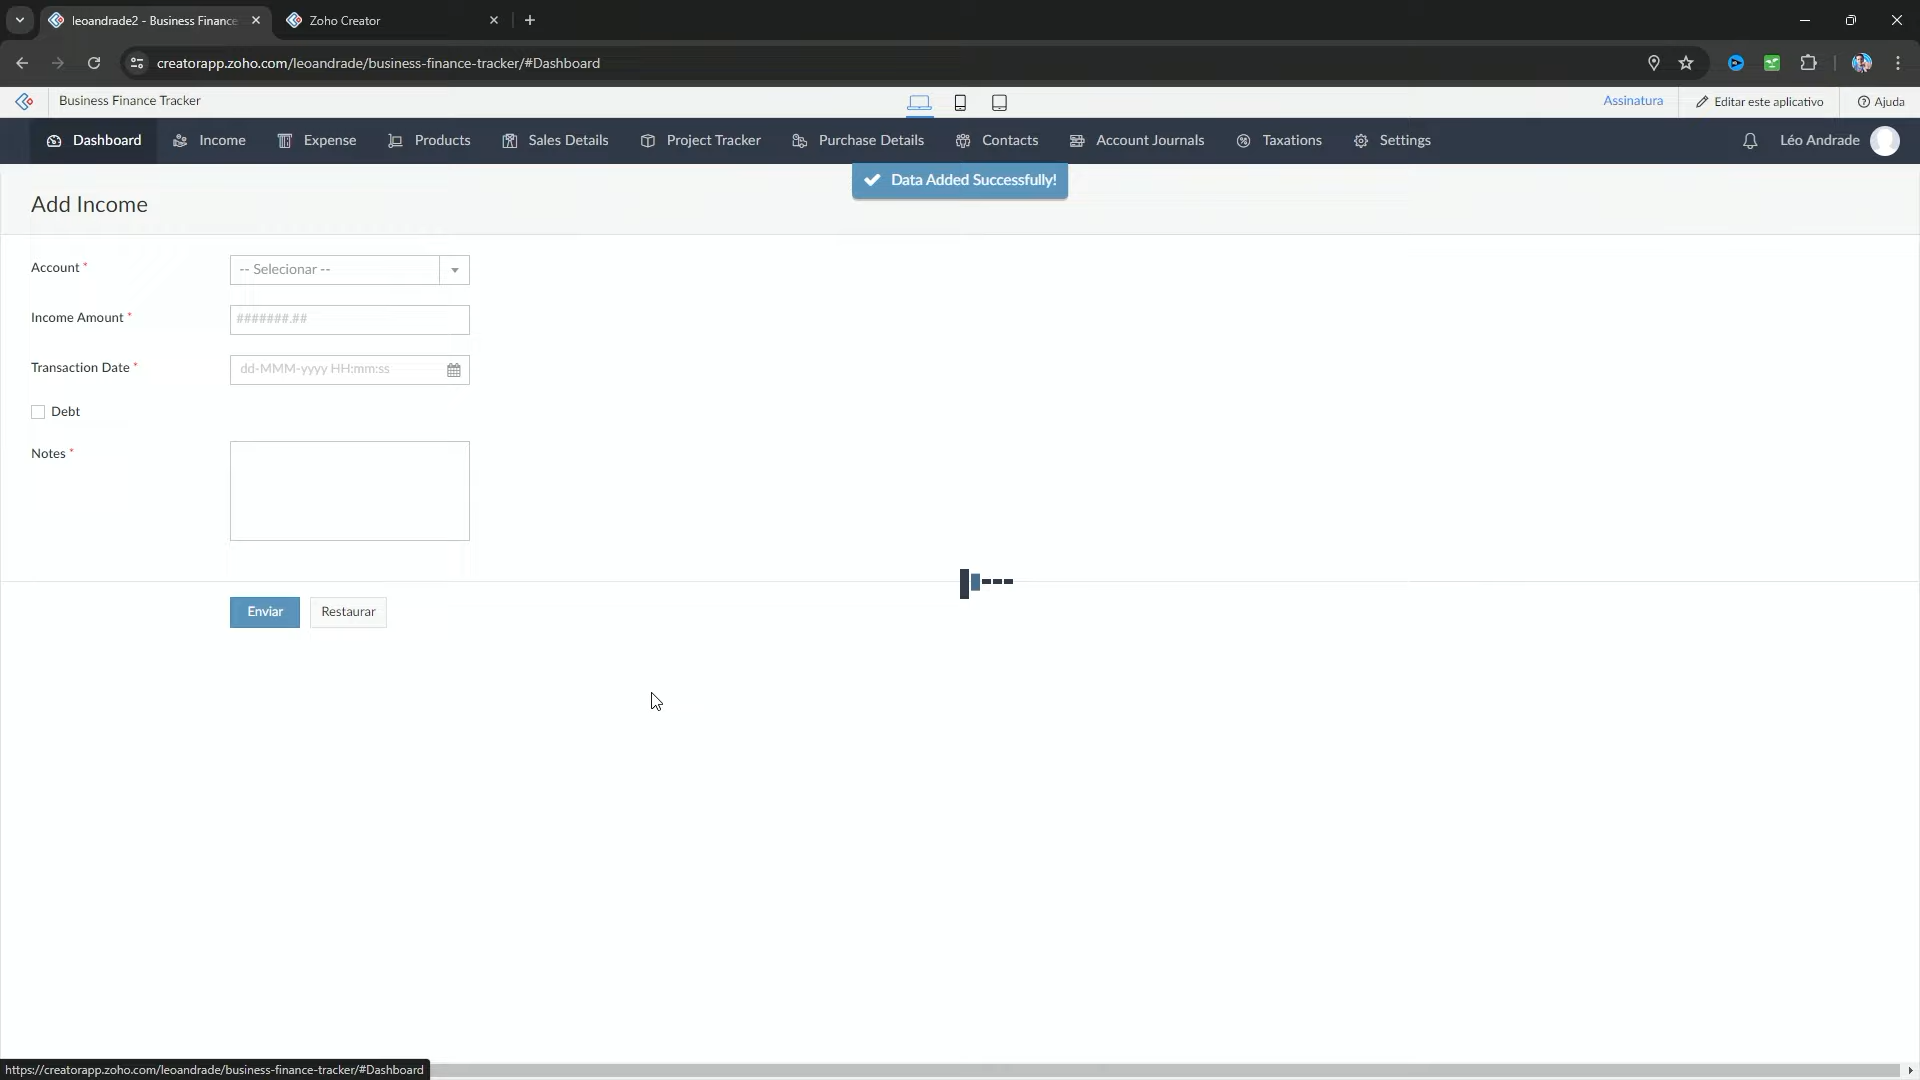 leoandrade2 - Business Finance
Zoho Creator
creatorapp.zoho.com/leoandrade/business-finance-tracker/#Dashboard
Business Finance Tracker
Assinatura
Editar este aplicativo
Ajuda
Dashboard
Income
Expense
Products
Sales Details
Project Tracker
Purchase Details
Contacts
Account Journals
Taxations
Settings
Léo Andrade
Data Added Successfully!
Add Income
Account *
-- Selecionar --
Income Amount *
#######.##
Transaction Date *
dd-MMM-yyyy HH:mm:ss
Debt
Notes *
Enviar
Restaurar
https://creatorapp.zoho.com/leoandrade/business-finance-tracker/#Dashboard